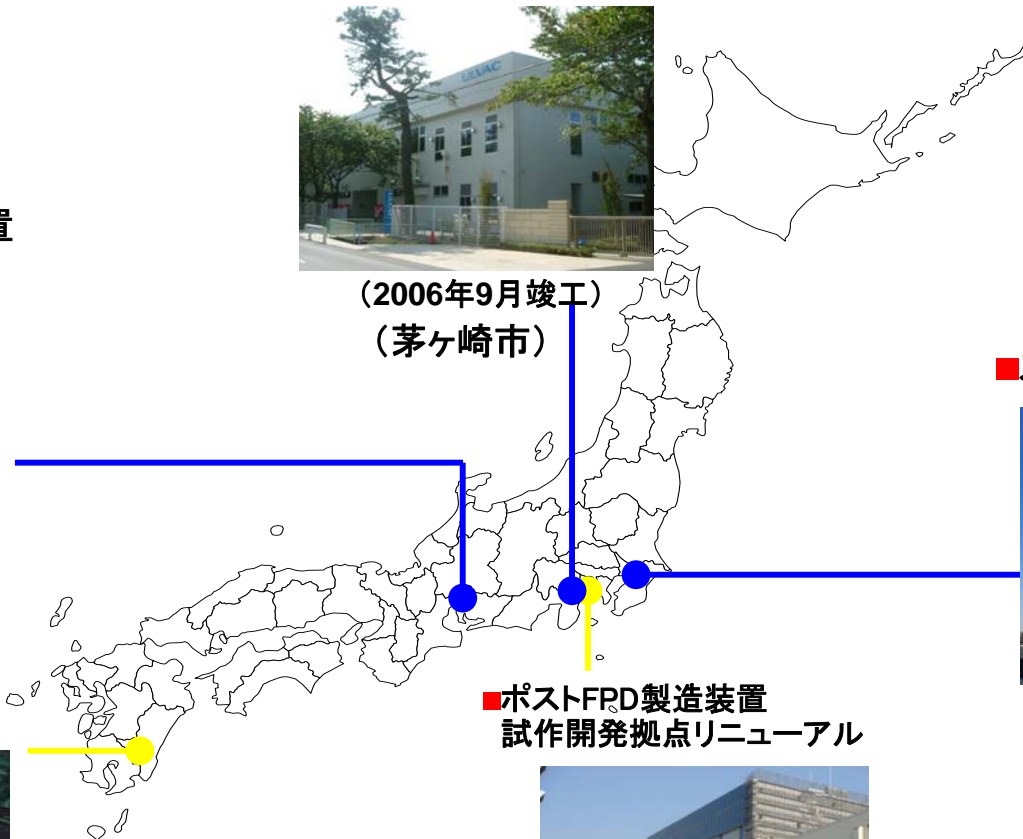 ULVAC
置
（2006年9月竣工）
（茅ヶ崎市）
■
■ポストFPD製造装置
試作開発拠点リニューアル